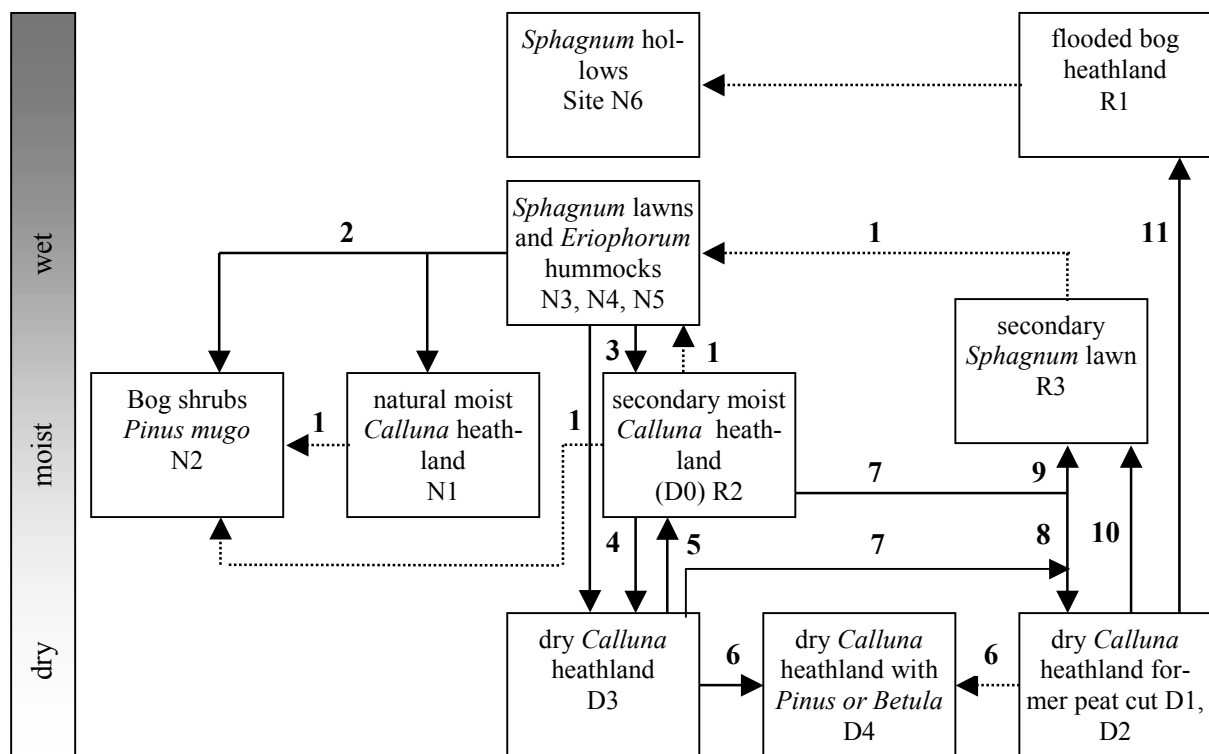 Sphagnum hol-
lows
Site N6
flooded bog
heathland
R1
wet
moist
dry
2
Sphagnum lawns
and Eriophorum
hummocks
N3, N4, N5
1
11
3
1
secondary
Sphagnum lawn
R3
Bog shrubs
Pinus mugo
N2
1
natural moist
Calluna heath-
land
N1
1
secondary moist
Calluna heath-
land
(D0) R2
7
9
4
5
7
8
10
dry Calluna
heathland
D3
6
dry Calluna
heathland with
Pinus or Betula
D4
6
dry Calluna
heathland for-
mer peat cut D1,
D2